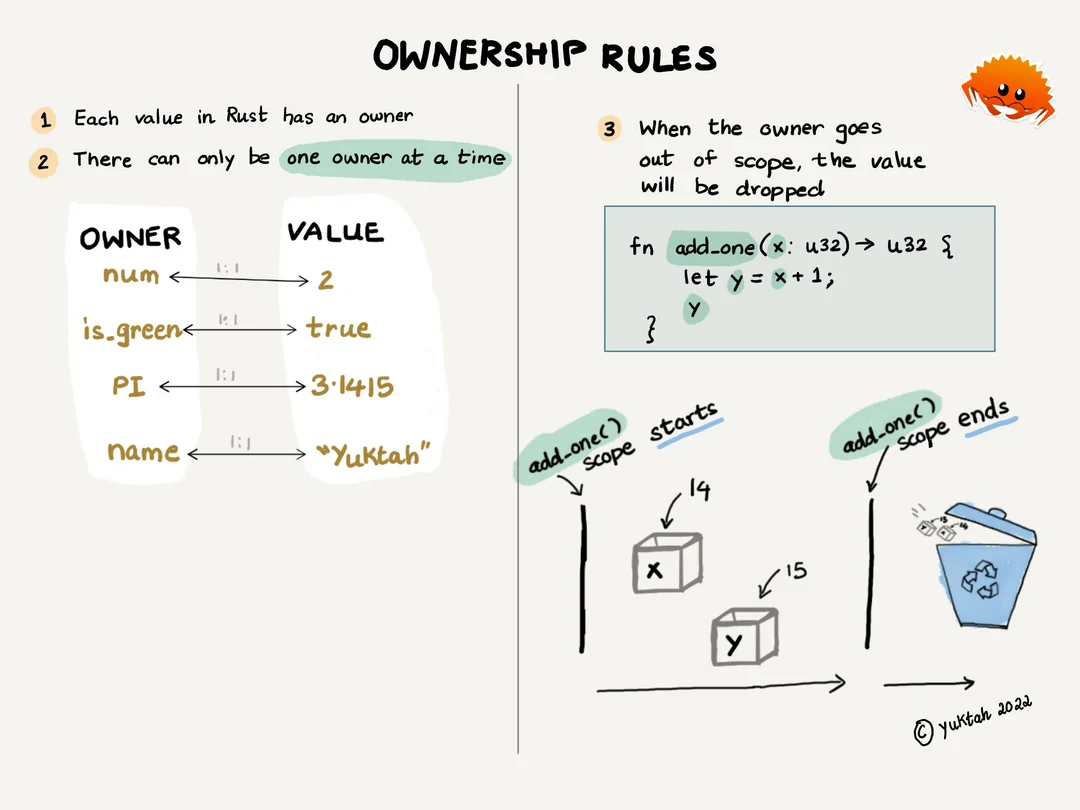 OWNERSHIP RULES
1 Each value in Rust has an owner
2 There can only be one owner at a time
OWNER VALUE
num 1:1 2
is_green 1:1 true
PI 1:1 3.1415
name 1:1 "Yuktah"
3 When the owner goes
out of scope, the value
will be dropped
fn add_one(x: u32) → u32 {
let y = x + 1;
y
}
add_one()
scope starts
add_one()
scope ends
14
x
15
y
15
14
y
x
© yuktah 2022